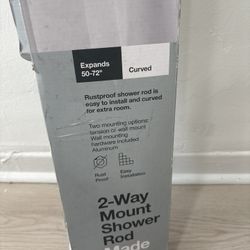 Expands
50-72"
Curved
Rustproof shower rod is
easy to install and curved
for extra room.
Two mounting options:
tension or wall mount
Wall mounting
hardware included
Aluminum
Rust
Proof
Easy
Installation
2-Way
Mount
Shower
Rod
Made